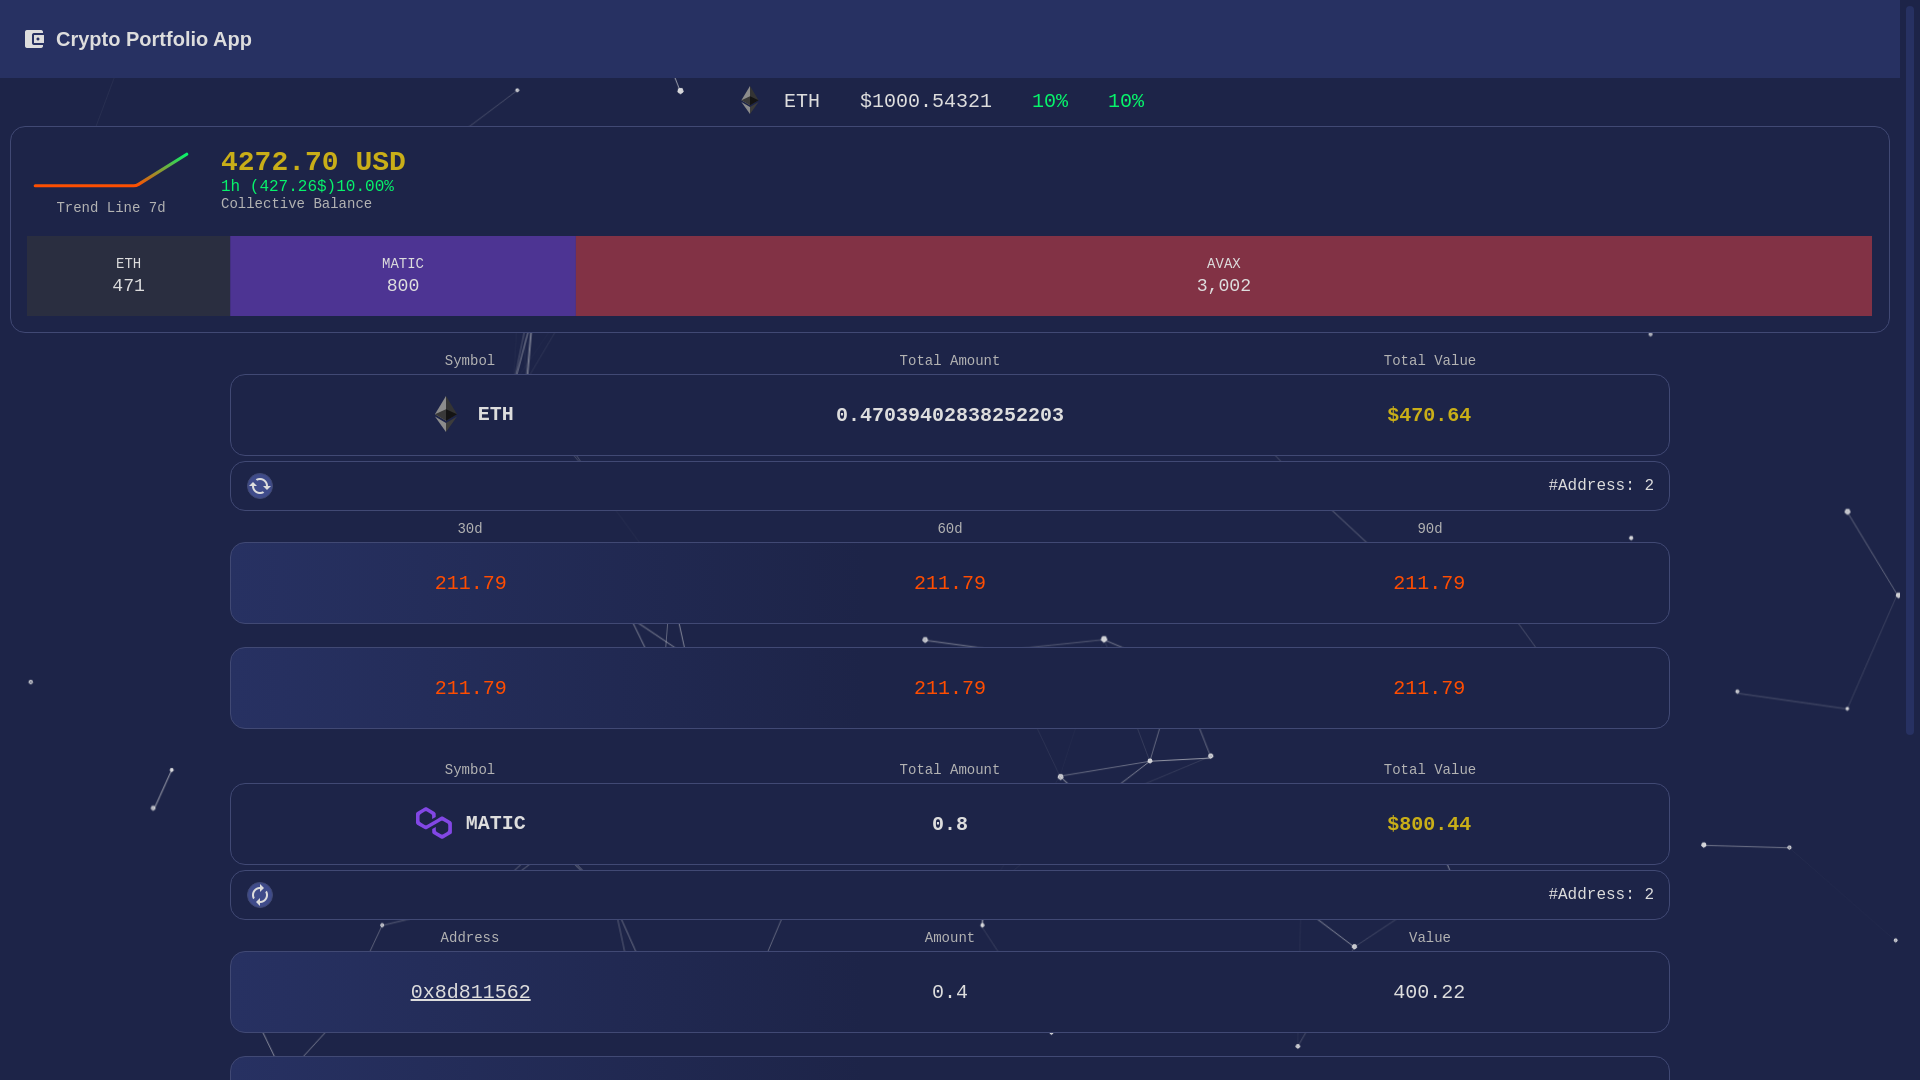 Crypto Portfolio App
ETH $1000.54321 10% 10%
4272.70 USD
1h (427.26$)10.00%
Collective Balance
Trend Line 7d
ETH MATIC AVAX
471 800 3,002
Symbol Total Amount Total Value
ETH 0.47039402838252203 $470.64
#Address: 2
30d 60d 90d
211.79 211.79 211.79
211.79 211.79 211.79
Symbol Total Amount Total Value
MATIC 0.8 $800.44
#Address: 2
Address Amount Value
0x8d811562 0.4 400.22